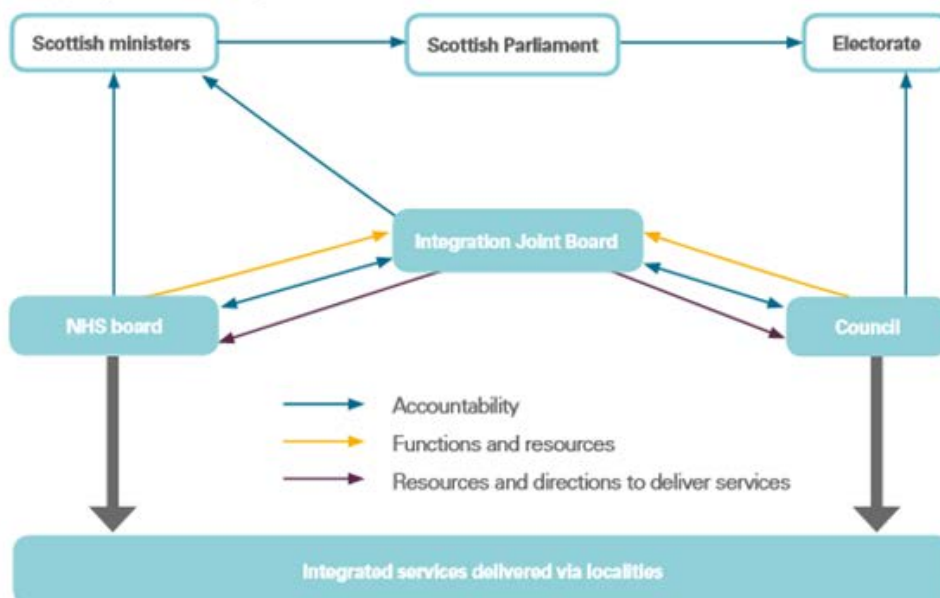 Scottish ministers
Scottish Parliament
Electorate
Integration Joint Board
NHS board
Council
Accountability
Functions and resources
Resources and directions to deliver services
Integrated services delivered via localities